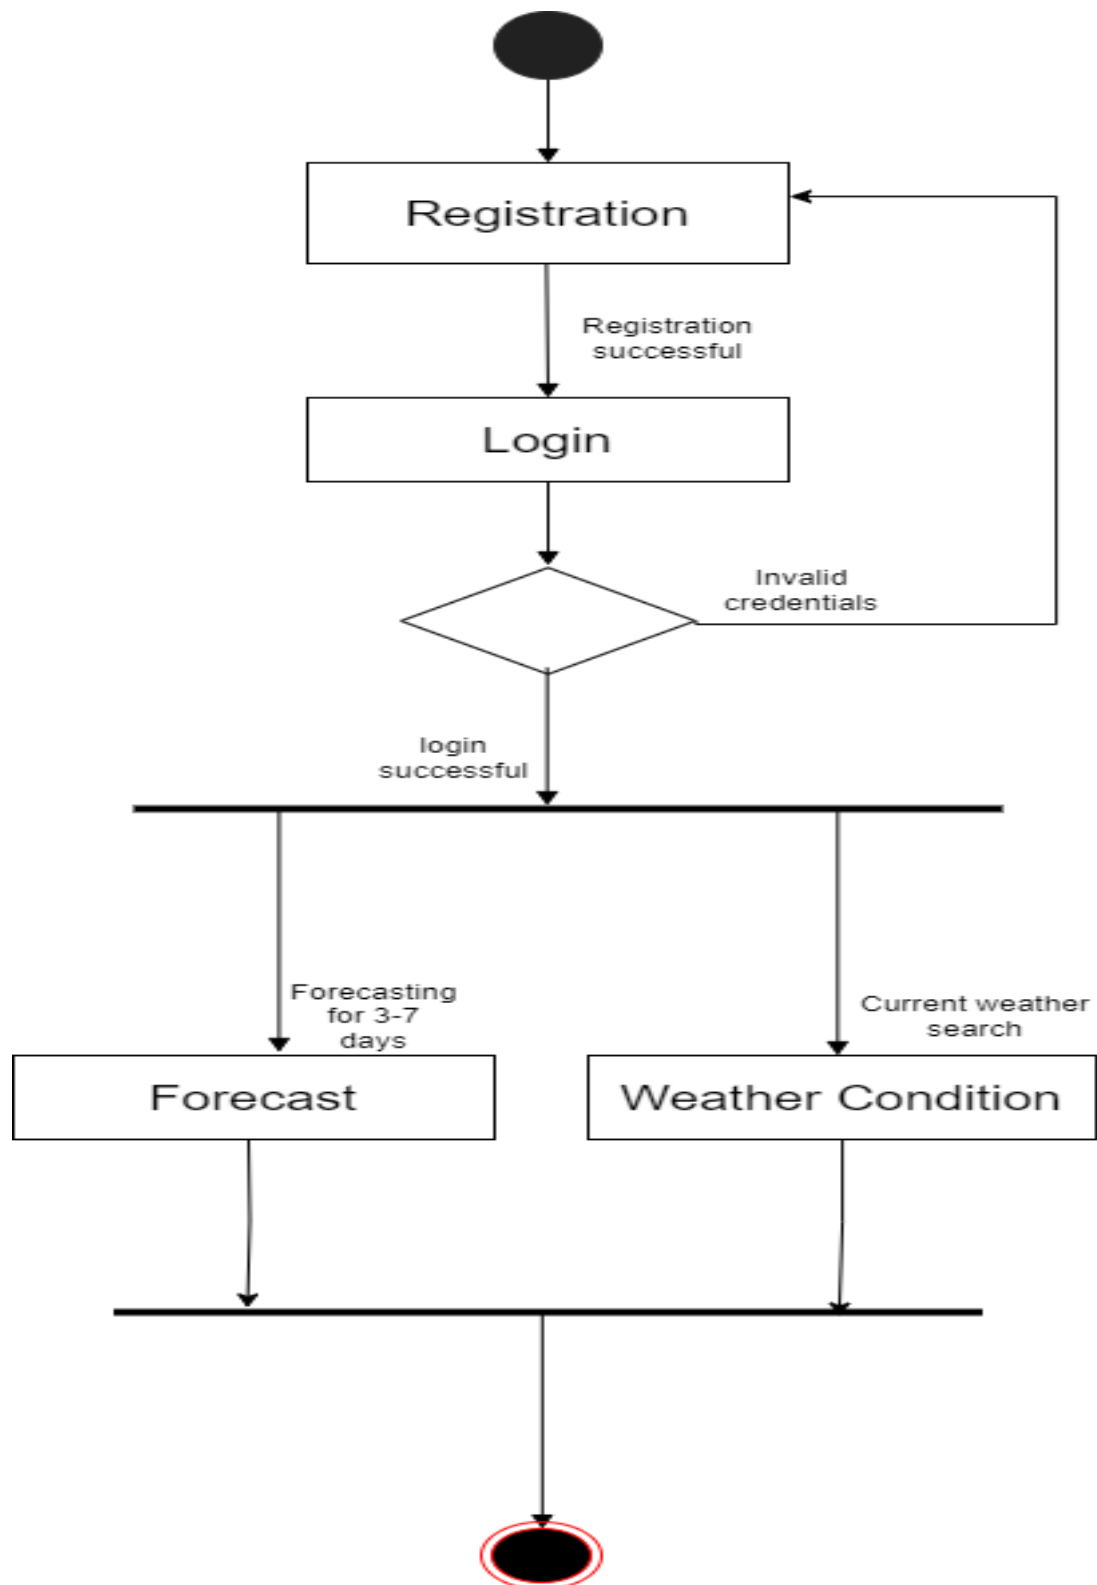 Registration
Registration
successful
Login
Invalid
credentials
login
successful
Forecasting
for 3-7
days
Current weather
search
Forecast
Weather Condition